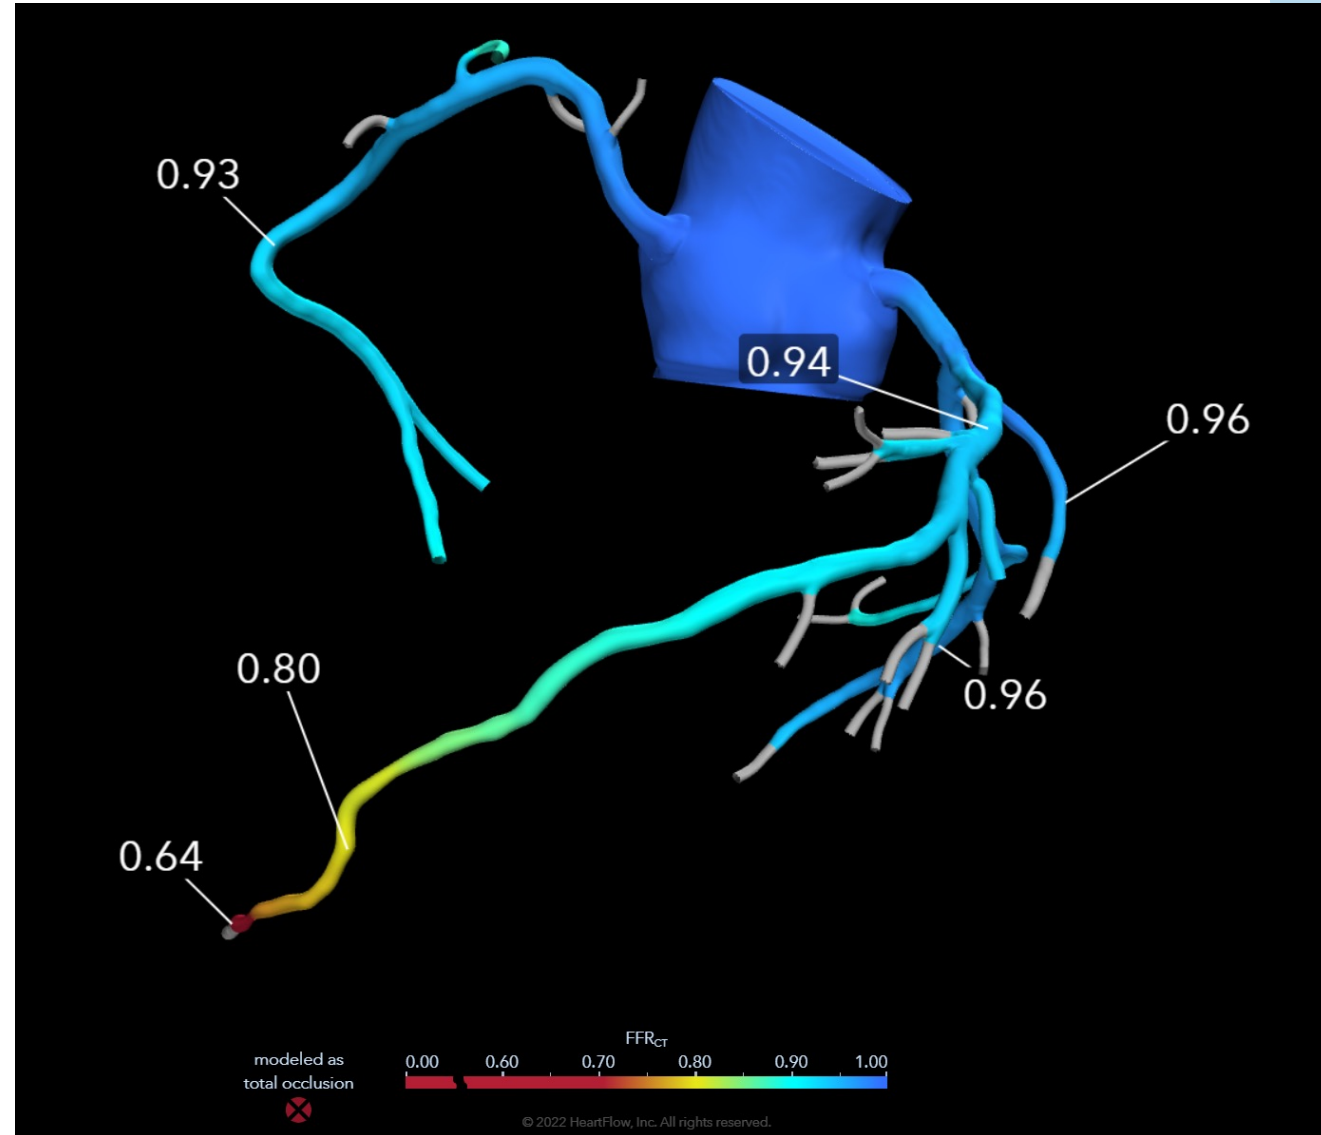 0.93
0.94
0.96
0.80
0.96
0.64
FFRCT
modeled as
total occlusion
0.00 0.60 0.70 0.80 0.90 1.00
© 2022 HeartFlow, Inc. All rights reserved.